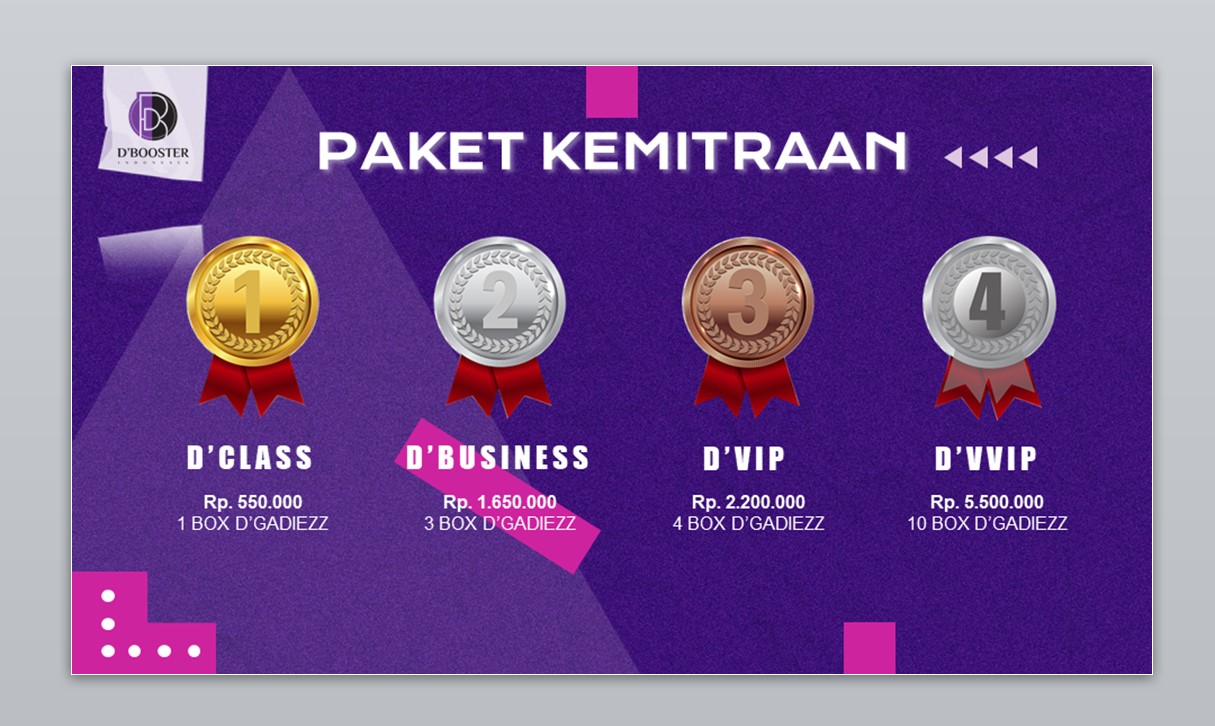 D'BOOSTER
INDONESIA
PAKET KEMITRAAN
1
2
3
4
D'CLASS
D'BUSINESS
D'VIP
D'VVIP
Rp. 550.000
1 BOX D'GADIEZZ
Rp. 1.650.000
3 BOX D'GADIEZZ
Rp. 2.200.000
4 BOX D'GADIEZZ
Rp. 5.500.000
10 BOX D'GADIEZZ